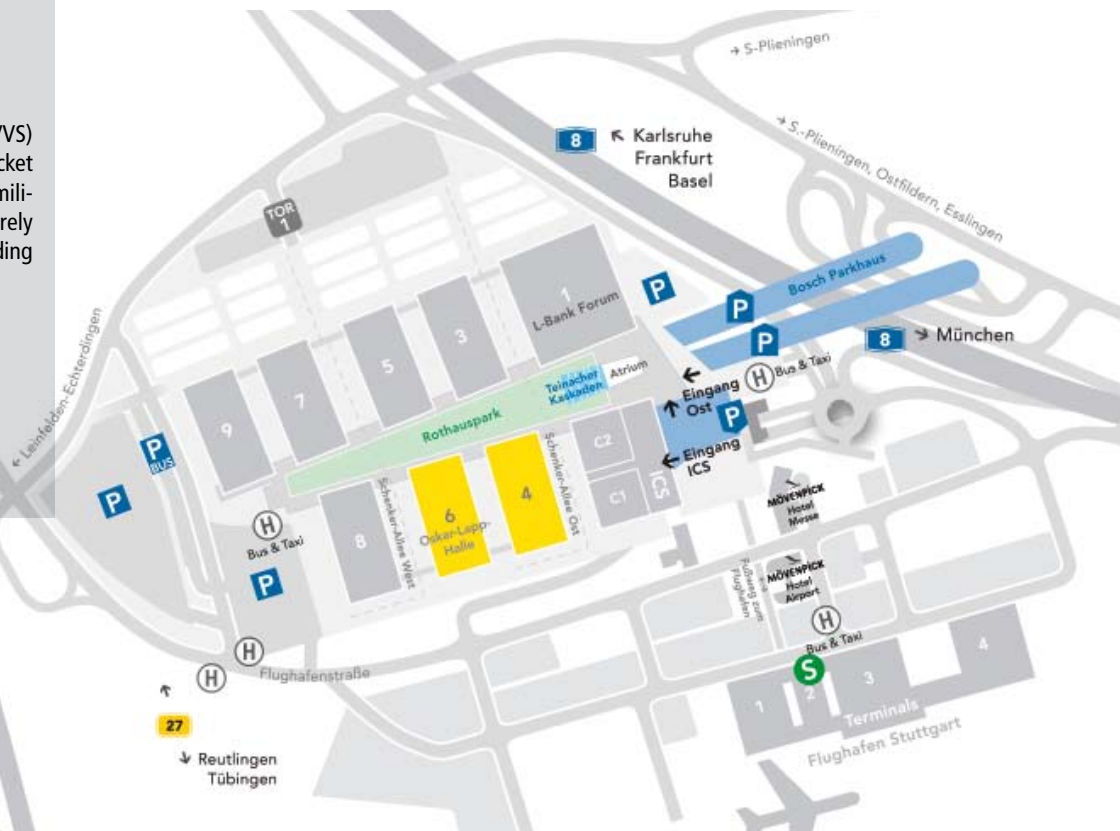 VVS)
cket
mili-
rely
ding
→ S-Plieningen
→ S.-Plieningen, Ostfildern, Esslingen
8
↖ Karlsruhe
Frankfurt
Basel
TOR
1
P
Bosch Parkhaus
P
P
8
↘ München
1
L-Bank Forum
3
5
7
9
← Leinfelden-Echterdingen
Teinacher
Kaskaden
Atrium
←
Eingang
Ost
↑
H
Bus & Taxi
P
← Eingang
ICS
Rothauspark
C2
C1
ICS
Schenker-Allee Ost
4
6
Oskar-Lapp-
Halle
Schenker-Allee West
8
P
BUS
P
H
Bus & Taxi
P
H
H
Flughafenstraße
MÖVENPICK
Hotel
Messe
MÖVENPICK
Hotel
Airport
Fußweg zum
Flughafen
H
Bus & Taxi
S
1
2
3
4
Terminals
Flughafen Stuttgart
↖
27
↓ Reutlingen
Tübingen